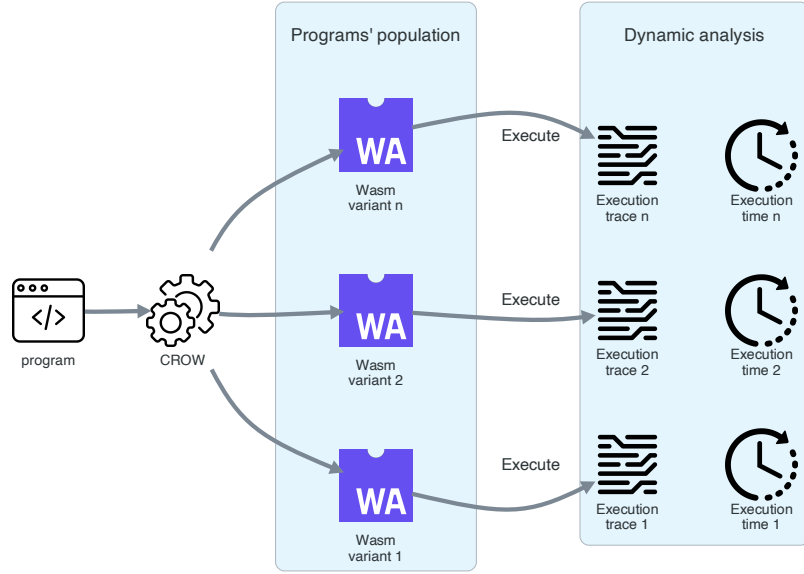 Programs' population
Dynamic analysis
WA
Wasm
variant n
Execute
Execution
trace n
Execution
time n
</>
program
CROW
WA
Wasm
variant 2
Execute
Execution
trace 2
Execution
time 2
WA
Wasm
variant 1
Execute
Execution
trace 1
Execution
time 1